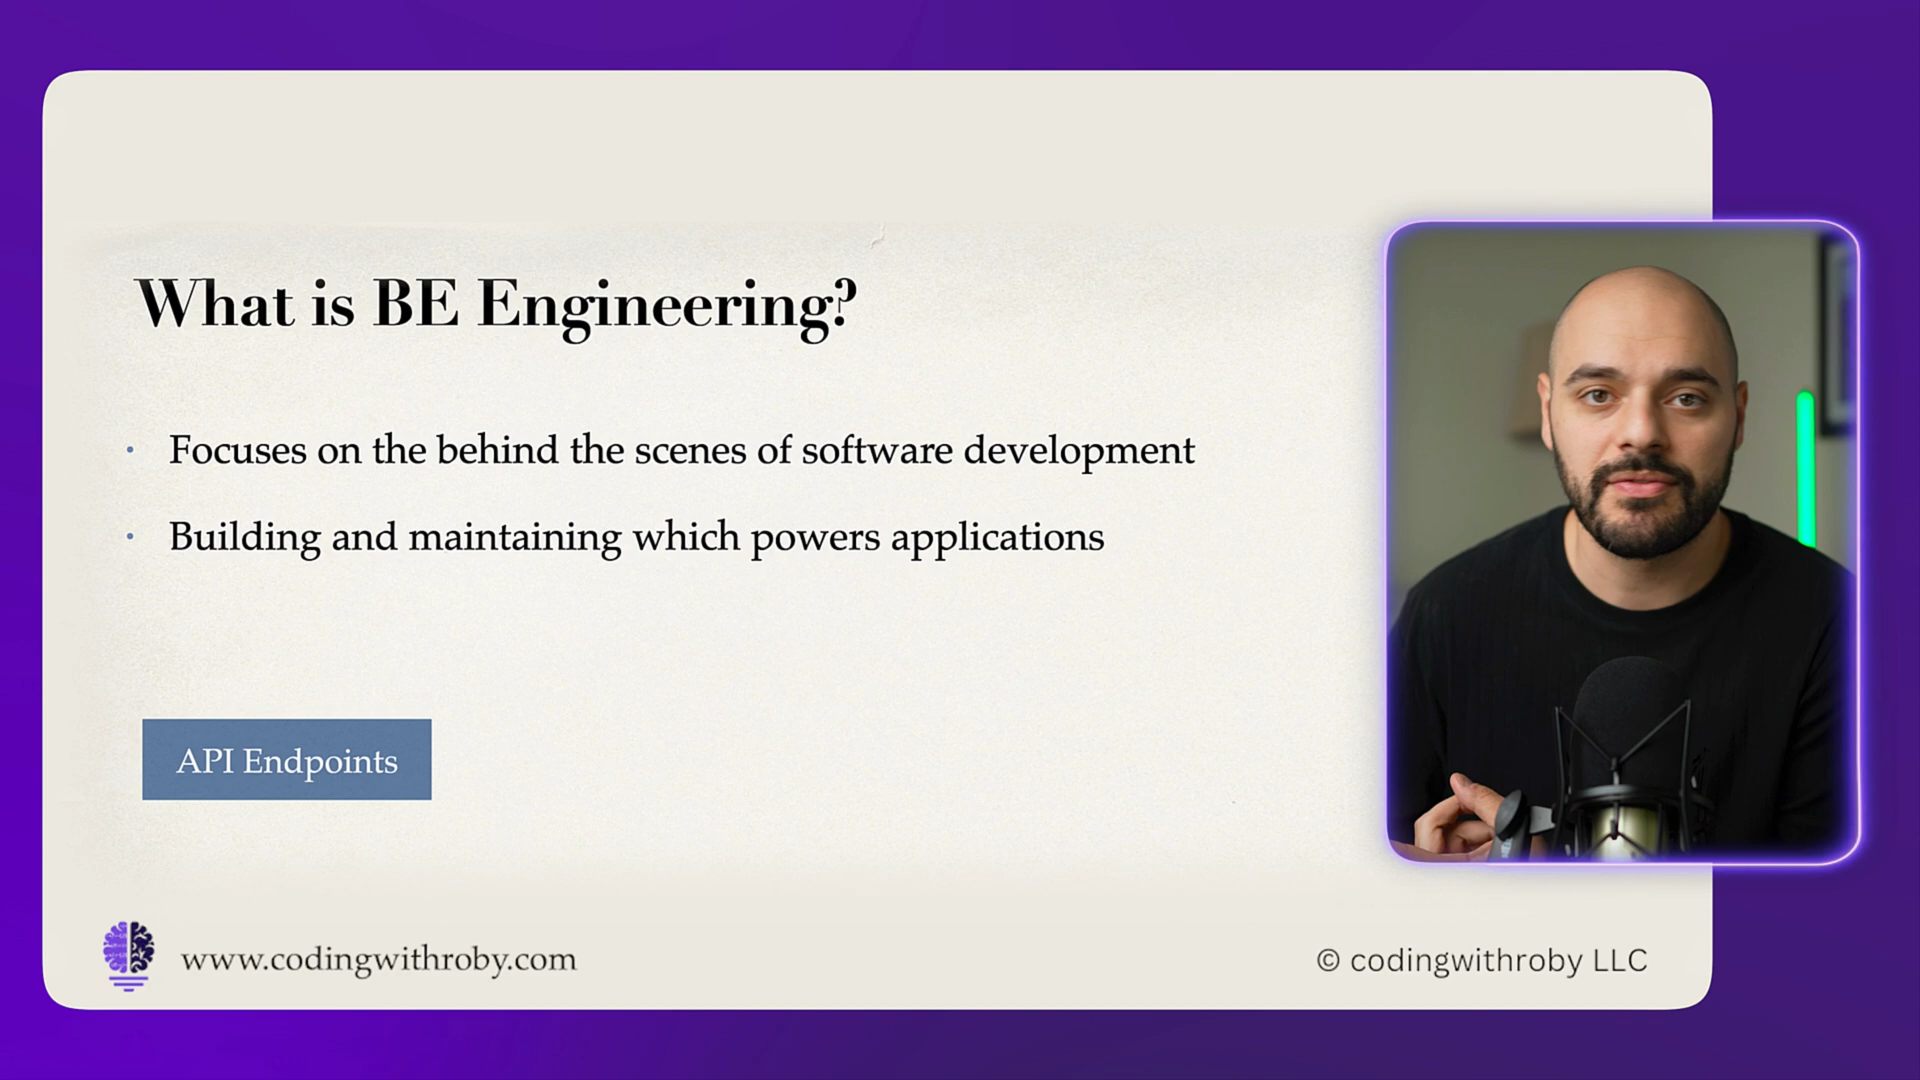 What is BE Engineering?
• Focuses on the behind the scenes of software development
• Building and maintaining which powers applications
API Endpoints
www.codingwithroby.com
© codingwithroby LLC